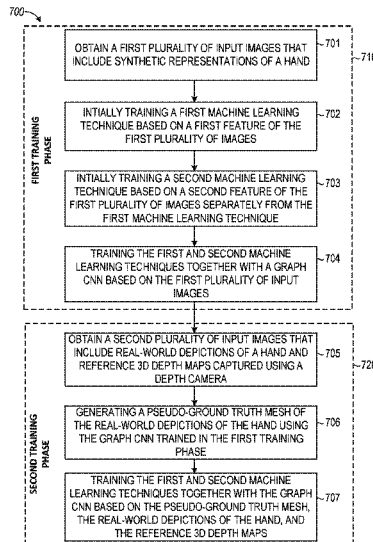 700
701
OBTAIN A FIRST PLURALITY OF INPUT IMAGES THAT
INCLUDE SYNTHETIC REPRESENTATIONS OF A HAND
710
FIRST TRAINING
PHASE
702
INTIALLY TRAINING A FIRST MACHINE LEARNING
TECHNIQUE BASED ON A FIRST FEATURE OF THE
FIRST PLURALITY OF IMAGES
703
INTIALLY TRAINING A SECOND MACHINE LEARNING
TECHNIQUE BASED ON A SECOND FEATURE OF THE
FIRST PLURALITY OF IMAGES SEPARATELY FROM THE
FIRST MACHINE LEARNING TECHNIQUE
704
TRAINING THE FIRST AND SECOND MACHINE
LEARNING TECHNIQUES TOGETHER WITH A GRAPH
CNN BASED ON THE FIRST PLURALITY OF INPUT
IMAGES
SECOND TRAINING
PHASE
705
OBTAIN A SECOND PLURALITY OF INPUT IMAGES THAT
INCLUDE REAL-WORLD DEPICTIONS OF A HAND AND
REFERENCE 3D DEPTH MAPS CAPTURED USING A
DEPTH CAMERA
720
706
GENERATING A PSEUDO-GROUND TRUTH MESH OF
THE REAL-WORLD DEPICTIONS OF THE HAND USING
THE GRAPH CNN TRAINED IN THE FIRST TRAINING
PHASE
707
TRAINING THE FIRST AND SECOND MACHINE
LEARNING TECHNIQUES TOGETHER WITH THE GRAPH
CNN BASED ON THE PSEUDO-GROUND TRUTH MESH,
THE REAL-WORLD DEPICTIONS OF THE HAND, AND
THE REFERENCE 3D DEPTH MAPS